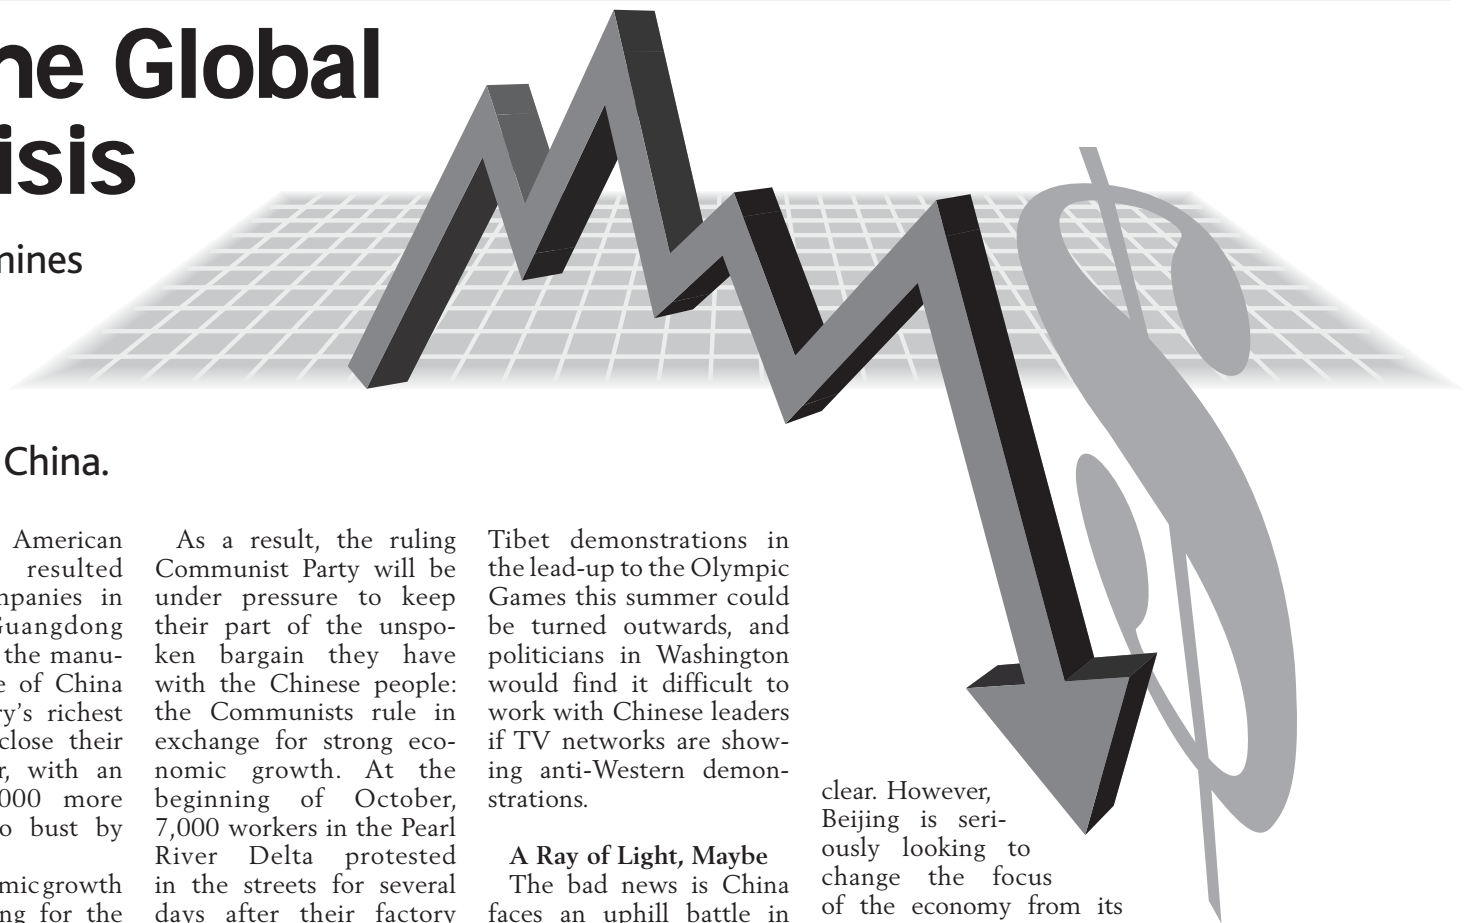 he Global
isis
mines
China.
American
resulted
mpanies in
Guangdong
the manu-
e of China
ry’s richest
close their
r, with an
000 more
o bust by
mic growth
ng for the
As a result, the ruling
Communist Party will be
under pressure to keep
their part of the unspo-
ken bargain they have
with the Chinese people:
the Communists rule in
exchange for strong eco-
nomic growth. At the
beginning of October,
7,000 workers in the Pearl
River Delta protested
in the streets for several
days after their factory
Tibet demonstrations in
the lead-up to the Olympic
Games this summer could
be turned outwards, and
politicians in Washington
would find it difficult to
work with Chinese leaders
if TV networks are show-
ing anti-Western demon-
strations.
A Ray of Light, Maybe
The bad news is China
faces an uphill battle in
clear. However,
Beijing is seri-
ously looking to
change the focus
of the economy from its